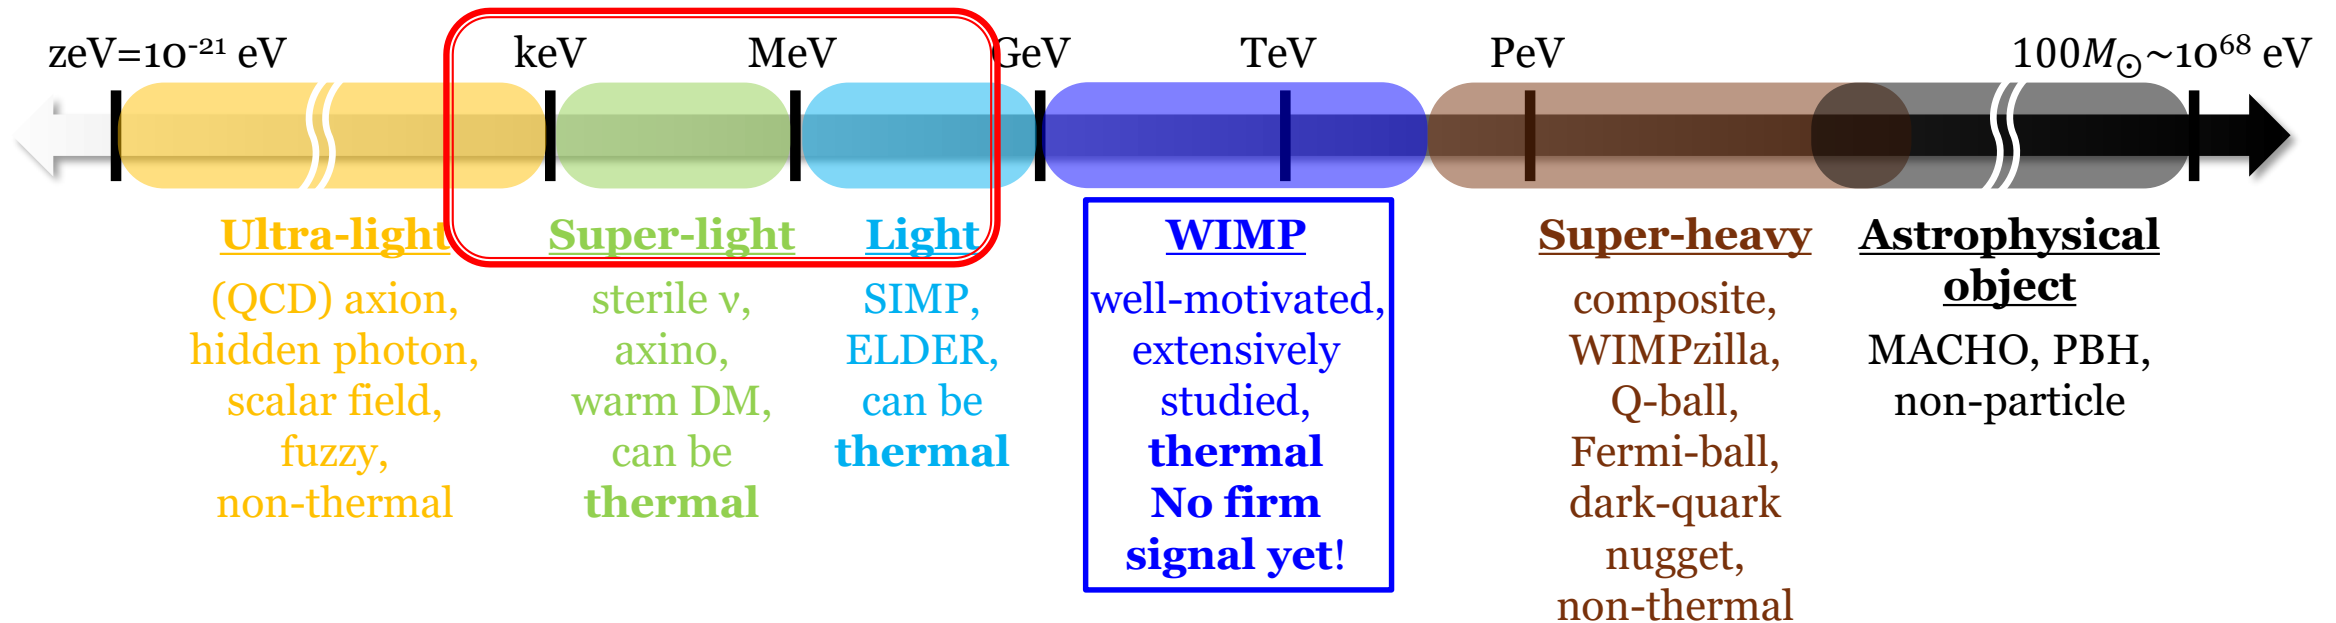 zeV=10⁻²¹ eV
keV
MeV
GeV
TeV
PeV
100M☉~10⁶⁸ eV
Ultra-light
(QCD) axion,
hidden photon,
scalar field,
fuzzy,
non-thermal
Super-light
sterile ν,
axino,
warm DM,
can be
thermal
Light
SIMP,
ELDER,
can be
thermal
WIMP
well-motivated,
extensively
studied,
thermal
No firm
signal yet!
Super-heavy
composite,
WIMPzilla,
Q-ball,
Fermi-ball,
dark-quark
nugget,
non-thermal
Astrophysical
object
MACHO, PBH,
non-particle